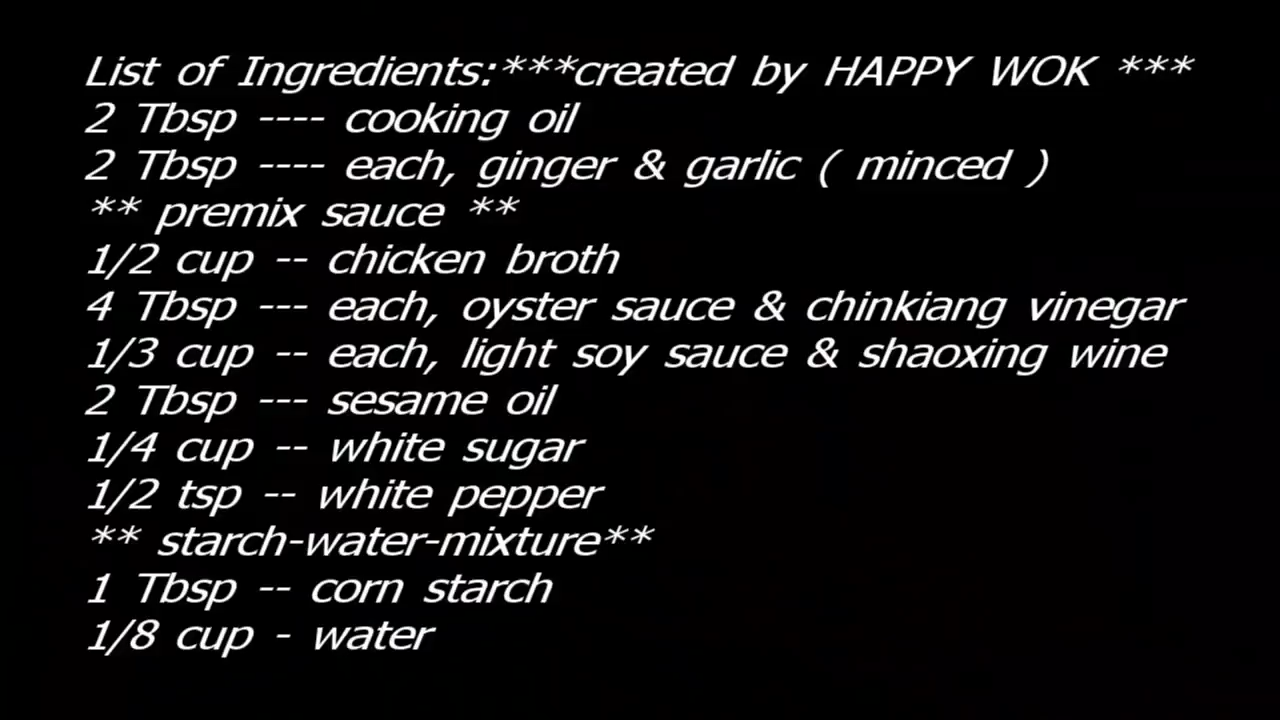 List of Ingredients:***created by HAPPY WOK ***
2 Tbsp ---- cooking oil
2 Tbsp ---- each, ginger & garlic ( minced )
** premix sauce **
1/2 cup -- chicken broth
4 Tbsp --- each, oyster sauce & chinkiang vinegar
1/3 cup -- each, light soy sauce & shaoxing wine
2 Tbsp --- sesame oil
1/4 cup -- white sugar
1/2 tsp -- white pepper
** starch-water-mixture**
1 Tbsp -- corn starch
1/8 cup - water